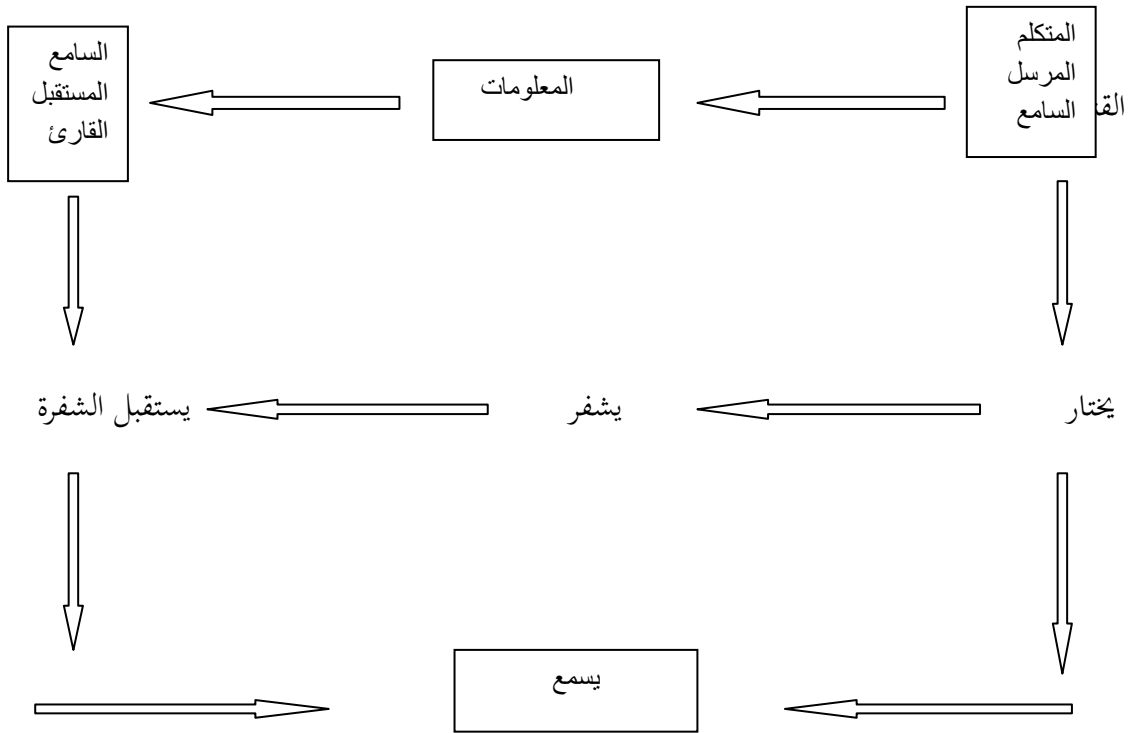 المتكلم
المرسل
السامع
المعلومات
السامع
المستقبل
القارئ
يختار
يشفر
يستقبل الشفرة
يسمع